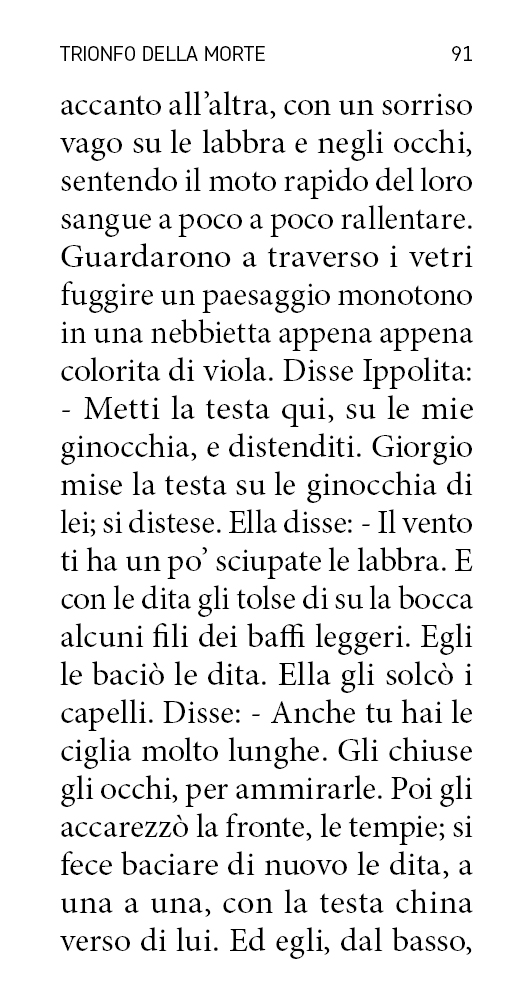 TRIONFO DELLA MORTE 91
accanto all’altra, con un sorriso
vago su le labbra e negli occhi,
sentendo il moto rapido del loro
sangue a poco a poco rallentare.
Guardarono a traverso i vetri
fuggire un paesaggio monotono
in una nebbietta appena appena
colorita di viola. Disse Ippolita:
- Metti la testa qui, su le mie
ginocchia, e distenditi. Giorgio
mise la testa su le ginocchia di
lei; si distese. Ella disse: - Il vento
ti ha un po’ sciupate le labbra. E
con le dita gli tolse di su la bocca
alcuni fili dei baffi leggeri. Egli
le baciò le dita. Ella gli solcò i
capelli. Disse: - Anche tu hai le
ciglia molto lunghe. Gli chiuse
gli occhi, per ammirarle. Poi gli
accarezzò la fronte, le tempie; si
fece baciare di nuovo le dita, a
una a una, con la testa china
verso di lui. Ed egli, dal basso,